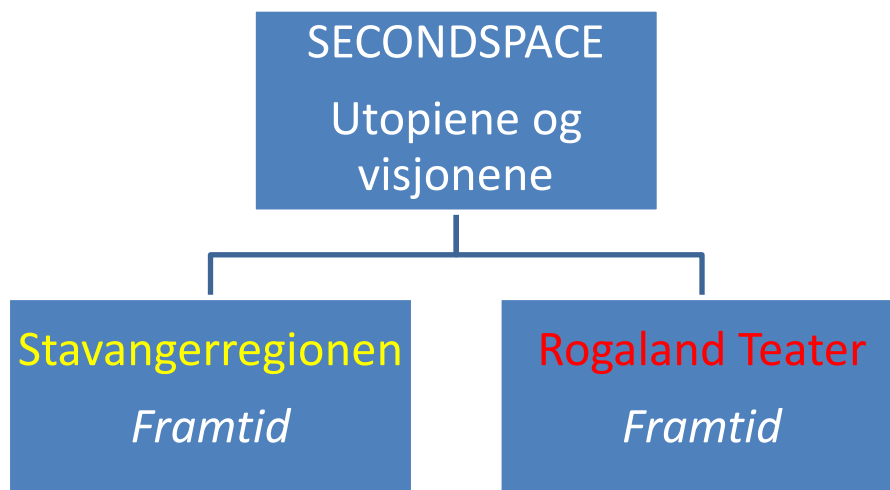 SECONDSPACE
Utopiene og
visjonene
Stavangerregionen
Framtid
Rogaland Teater
Framtid